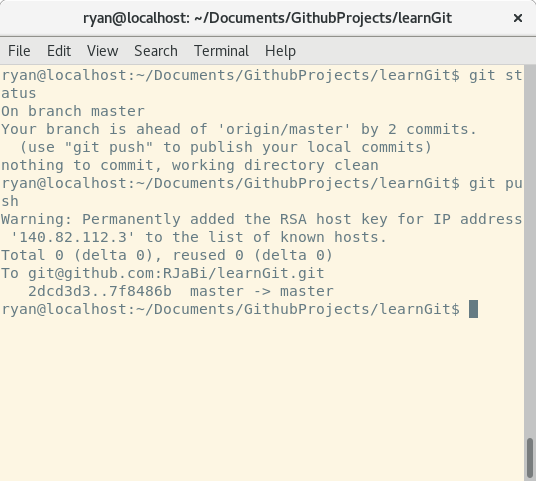 ryan@localhost: ~/Documents/GithubProjects/learnGit ×
File Edit View Search Terminal Help
ryan@localhost:~/Documents/GithubProjects/learnGit$ git st
atus
On branch master
Your branch is ahead of 'origin/master' by 2 commits.
  (use "git push" to publish your local commits)
nothing to commit, working directory clean
ryan@localhost:~/Documents/GithubProjects/learnGit$ git pu
sh
Warning: Permanently added the RSA host key for IP address
 '140.82.112.3' to the list of known hosts.
Total 0 (delta 0), reused 0 (delta 0)
To git@github.com:RJaBi/learnGit.git
   2dcd3d3..7f8486b  master -> master
ryan@localhost:~/Documents/GithubProjects/learnGit$